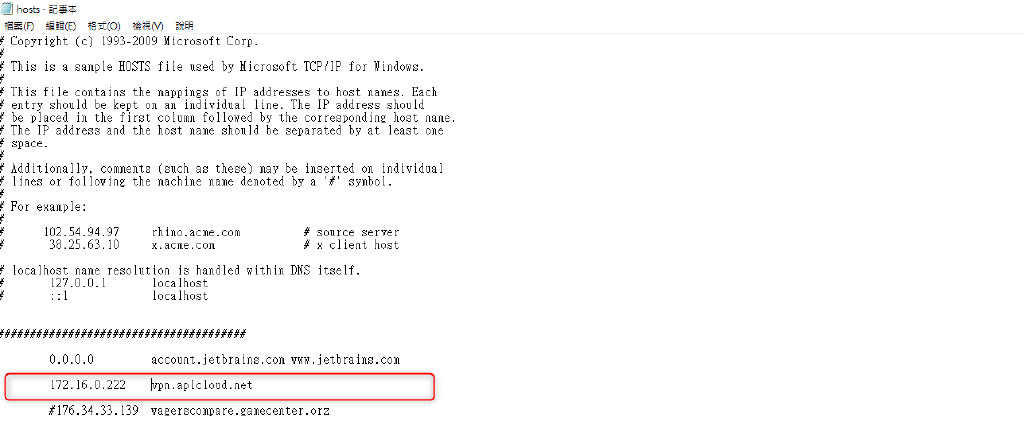 hosts - 記事本
檔案(F) 編輯(E) 格式(O) 檢視(V) 說明
# Copyright (c) 1993-2009 Microsoft Corp.
#
# This is a sample HOSTS file used by Microsoft TCP/IP for Windows.
#
# This file contains the mappings of IP addresses to host names. Each
# entry should be kept on an individual line. The IP address should
# be placed in the first column followed by the corresponding host name.
# The IP address and the host name should be separated by at least one
# space.
#
# Additionally, comments (such as these) may be inserted on individual
# lines or following the machine name denoted by a '#' symbol.
#
# For example:
#
# 102.54.94.97 rhino.acme.com # source server
# 38.25.63.10 x.acme.com # x client host
# localhost name resolution is handled within DNS itself.
# 127.0.0.1 localhost
# ::1 localhost
#######################################
0.0.0.0 account.jetbrains.com www.jetbrains.com
172.16.0.222 vpn.aplcloud.net
#176.34.33.139 wagerscompare.gamecenter.orz